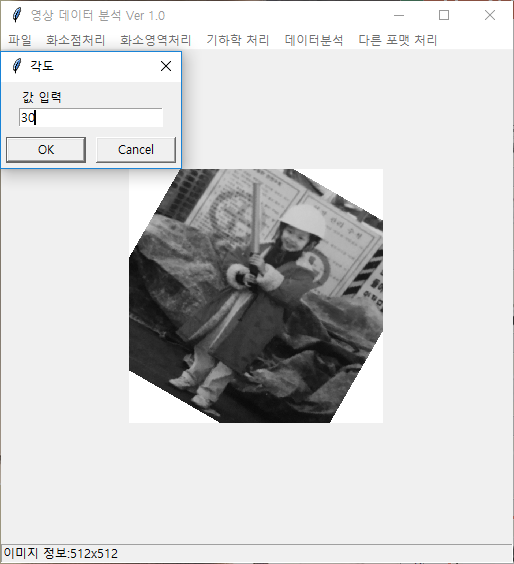 영상 데이터 분석 Ver 1.0
파일 화소점처리 화소영역처리 기하학 처리 데이터분석 다른 포맷 처리
각도
값 입력
30
OK Cancel
이미지 정보:512x512